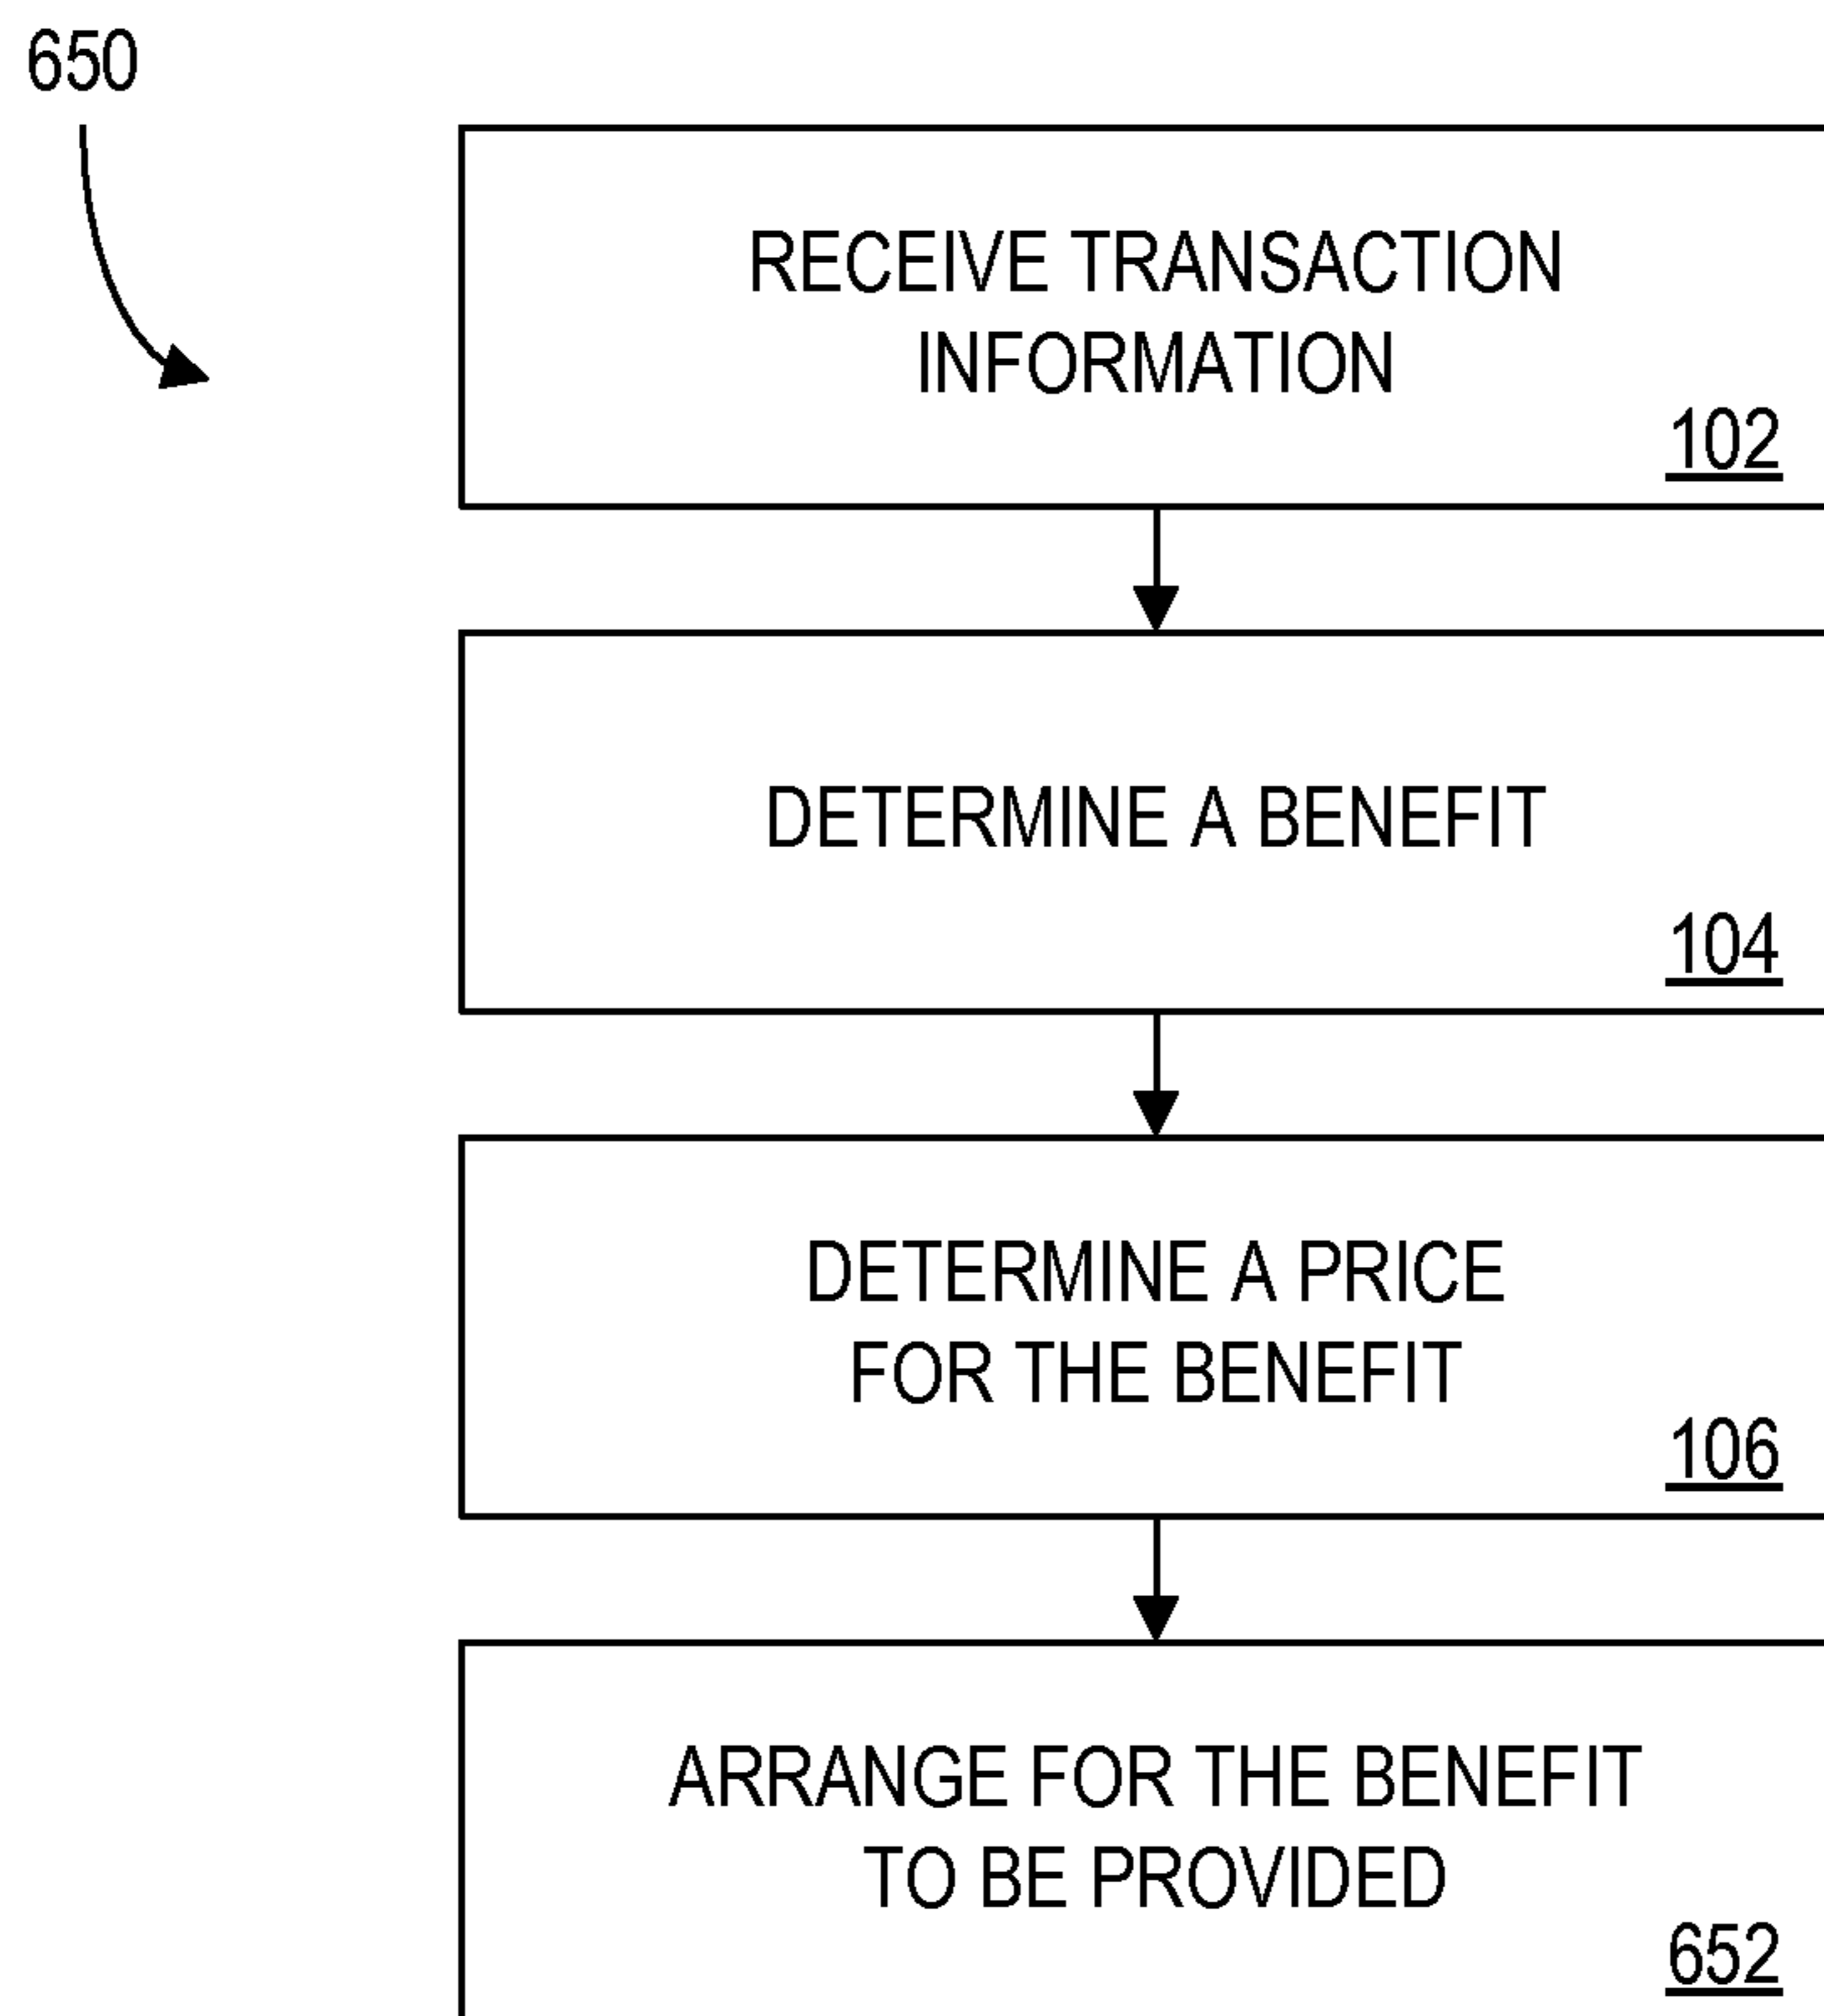 650
RECEIVE TRANSACTION
INFORMATION
102
DETERMINE A BENEFIT
104
DETERMINE A PRICE
FOR THE BENEFIT
106
ARRANGE FOR THE BENEFIT
TO BE PROVIDED
652